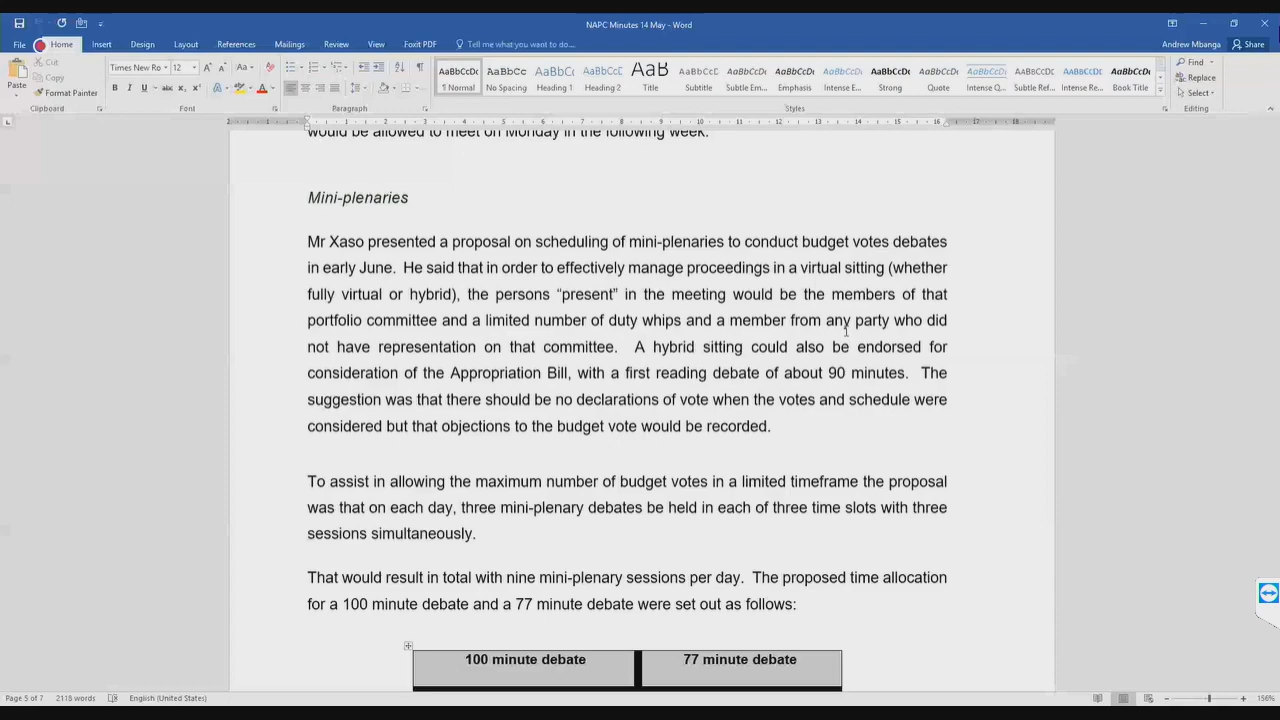 NAPC Minutes 14 May - Word
File Home Insert Design Layout References Mailings Review View Foxit PDF Tell me what you want to do... Andrew Mbanga Share
Cut
Copy
Format Painter
Paste
Times New Ro 12
AaBbCcDc AaBbCc AaBbCc AaBbCcDc AaB AaBbCc AaBbCcDc AaBbCcDc AaBbCcDc AaBbCcDc AaBbCcDc AaBbCcDc AaBbCcDc AaBbCcDc AaBbCcDc
¶ Normal No Spacing Heading 1 Heading 2 Title Subtitle Subtle Em... Emphasis Intense E... Strong Quote Intense Q... Subtle Ref... Intense Re... Book Title
Find
Replace
Select
Clipboard Font Paragraph Styles Editing
would be allowed to meet on Monday in the following week.
Mini-plenaries
Mr Xaso presented a proposal on scheduling of mini-plenaries to conduct budget votes debates
in early June. He said that in order to effectively manage proceedings in a virtual sitting (whether
fully virtual or hybrid), the persons “present” in the meeting would be the members of that
portfolio committee and a limited number of duty whips and a member from any party who did
not have representation on that committee. A hybrid sitting could also be endorsed for
consideration of the Appropriation Bill, with a first reading debate of about 90 minutes. The
suggestion was that there should be no declarations of vote when the votes and schedule were
considered but that objections to the budget vote would be recorded.
To assist in allowing the maximum number of budget votes in a limited timeframe the proposal
was that on each day, three mini-plenary debates be held in each of three time slots with three
sessions simultaneously.
That would result in total with nine mini-plenary sessions per day. The proposed time allocation
for a 100 minute debate and a 77 minute debate were set out as follows:
100 minute debate 77 minute debate
Page 5 of 7 2118 words English (United States) 156%